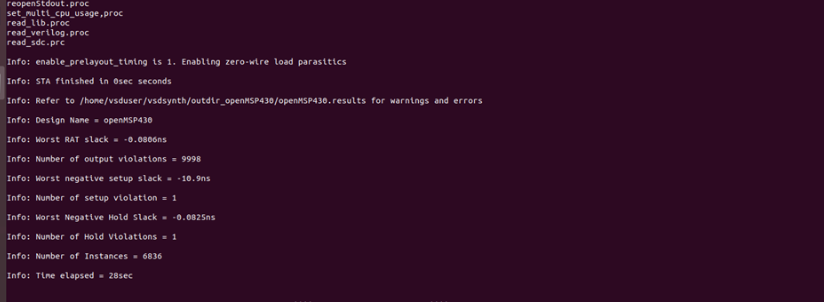 reopenStdout.proc
set_multi_cpu_usage,proc
read_lib.proc
read_verilog.proc
read_sdc.prc
Info: enable_prelayout_timing is 1. Enabling zero-wire load parasitics
Info: STA finished in 0sec seconds
Info: Refer to /home/vsduser/vsdsynth/outdir_openMSP430/openMSP430.results for warnings and errors
Info: Design Name = openMSP430
Info: Worst RAT slack = -0.0806ns
Info: Number of output violations = 9998
Info: Worst negative setup slack = -10.9ns
Info: Number of setup violation = 1
Info: Worst Negative Hold Slack = -0.0825ns
Info: Number of Hold Violations = 1
Info: Number of Instances = 6836
Info: Time elapsed = 28sec